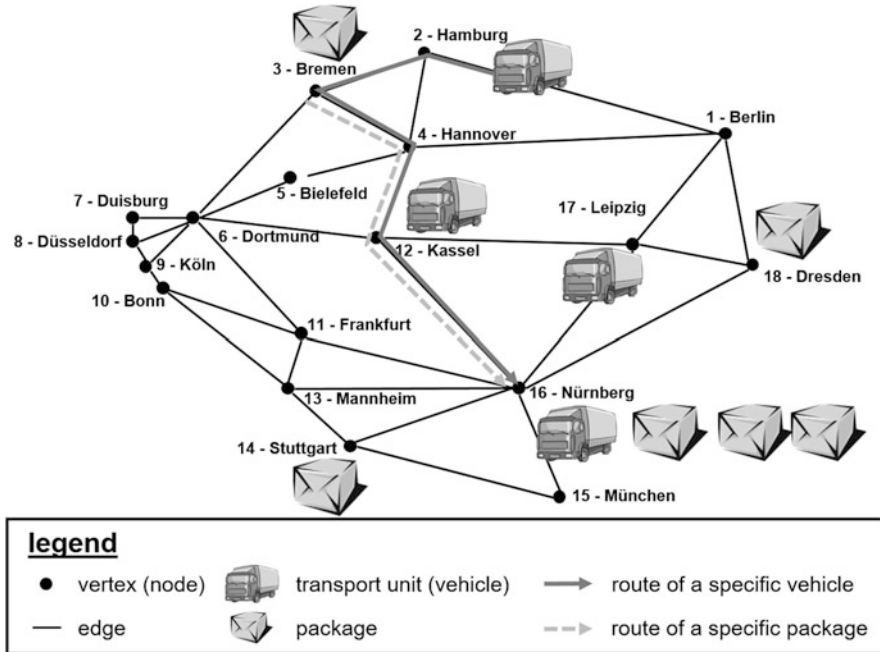 2 - Hamburg
3 - Bremen
1 - Berlin
4 - Hannover
5 - Bielefeld
7 - Duisburg
17 - Leipzig
8 - Düsseldorf
6 - Dortmund
12 - Kassel
9 - Köln
18 - Dresden
10 - Bonn
11 - Frankfurt
16 - Nürnberg
13 - Mannheim
14 - Stuttgart
15 - München
legend
vertex (node)
transport unit (vehicle)
route of a specific vehicle
edge
package
route of a specific package